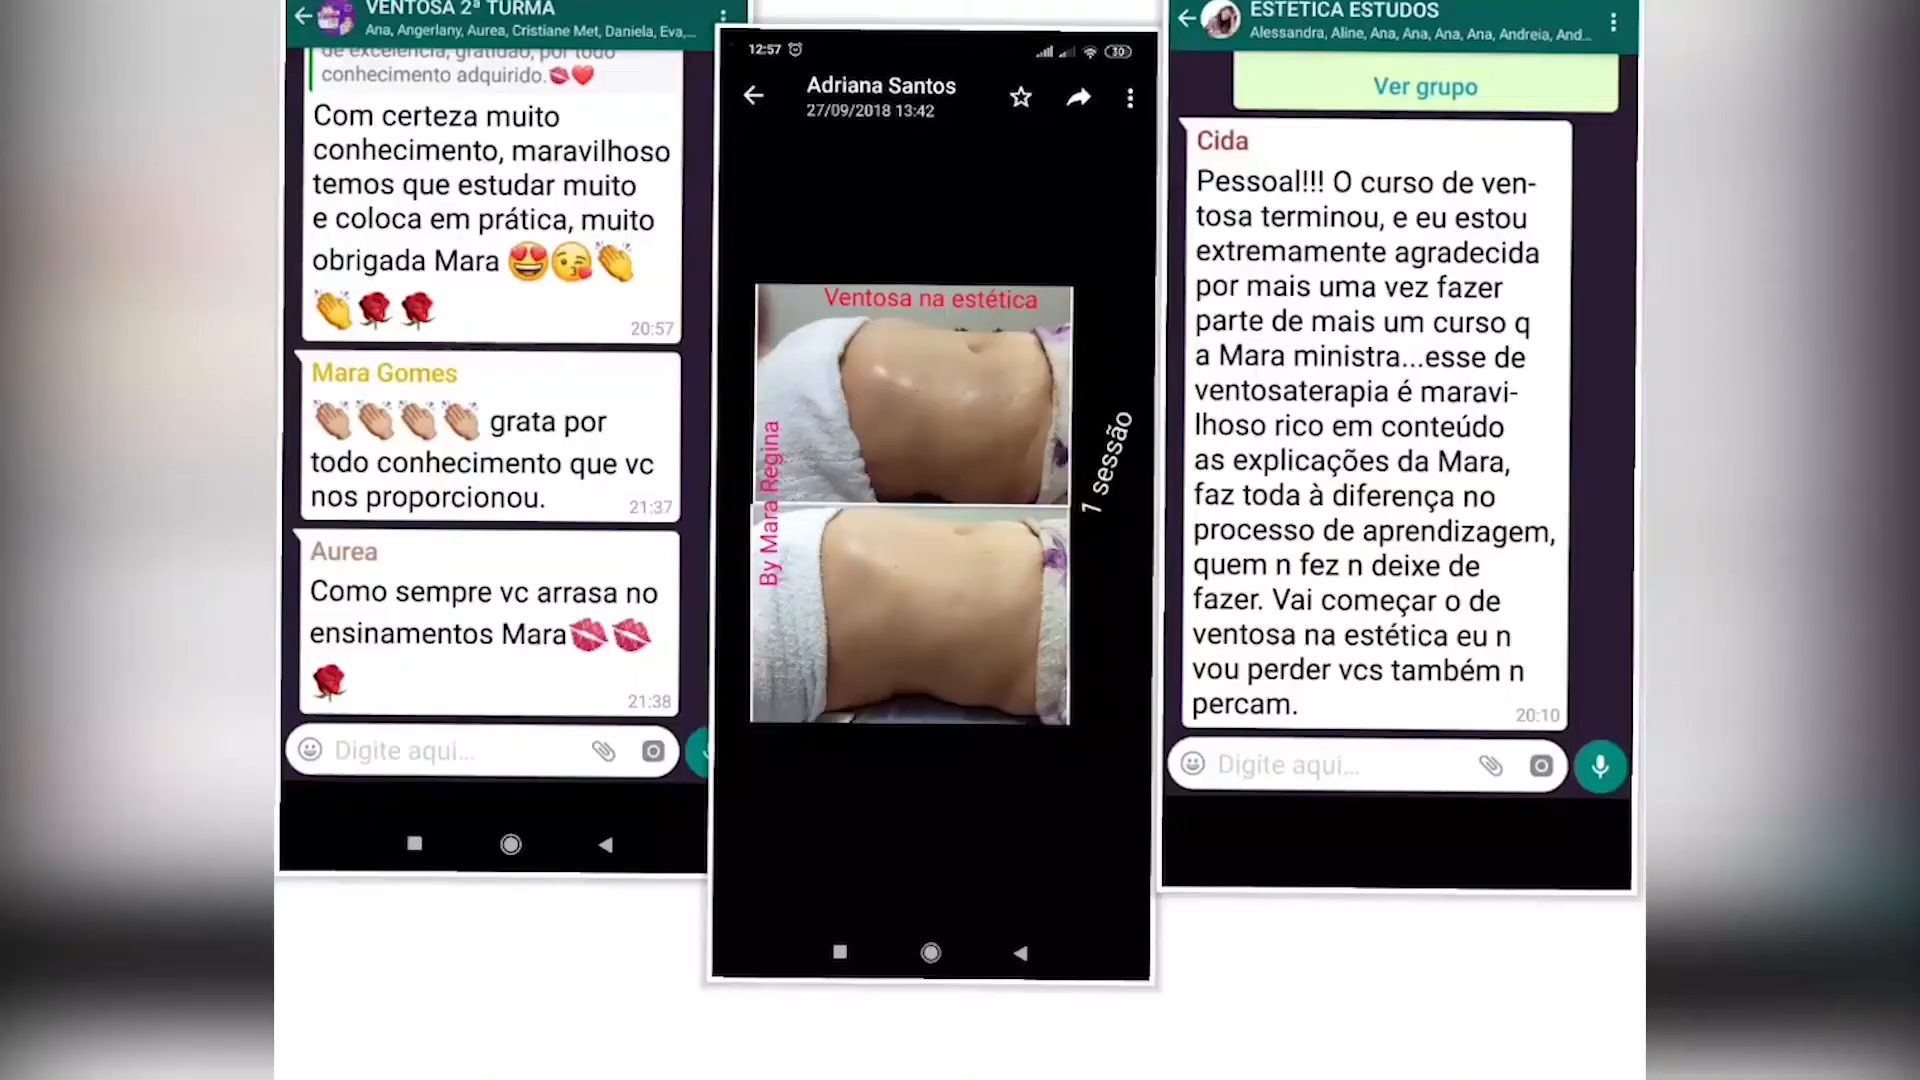 VENTOSA 2ª TURMA
Ana, Angerlany, Aurea, Cristiane Met, Daniela, Eva,...
de excelência, gratidão, por todo
conhecimento adquirido.💋❤️
Com certeza muito
conhecimento, maravilhoso
temos que estudar muito
e coloca em prática, muito
obrigada Mara 😍😘👏
👏🌹🌹
20:57
Mara Gomes
👏🏼👏🏼👏🏼👏🏼 grata por
todo conhecimento que vc
nos proporcionou.
21:37
Aurea
Como sempre vc arrasa no
ensinamentos Mara💋💋
🌹
21:38
Digite aqui...
12:57
30
Adriana Santos
27/09/2018 13:42
Ventosa na estética
By Mara Regina
1 sessão
ESTÉTICA ESTUDOS
Alessandra, Aline, Ana, Ana, Ana, Ana, Andreia, And...
Ver grupo
Cida
Pessoal!!! O curso de ven-
tosa terminou, e eu estou
extremamente agradecida
por mais uma vez fazer
parte de mais um curso q
a Mara ministra...esse de
ventosaterapia é maravi-
lhoso rico em conteúdo
as explicações da Mara,
faz toda à diferença no
processo de aprendizagem,
quem n fez n deixe de
fazer. Vai começar o de
ventosa na estética eu n
vou perder vcs também n
percam.
20:10
Digite aqui...